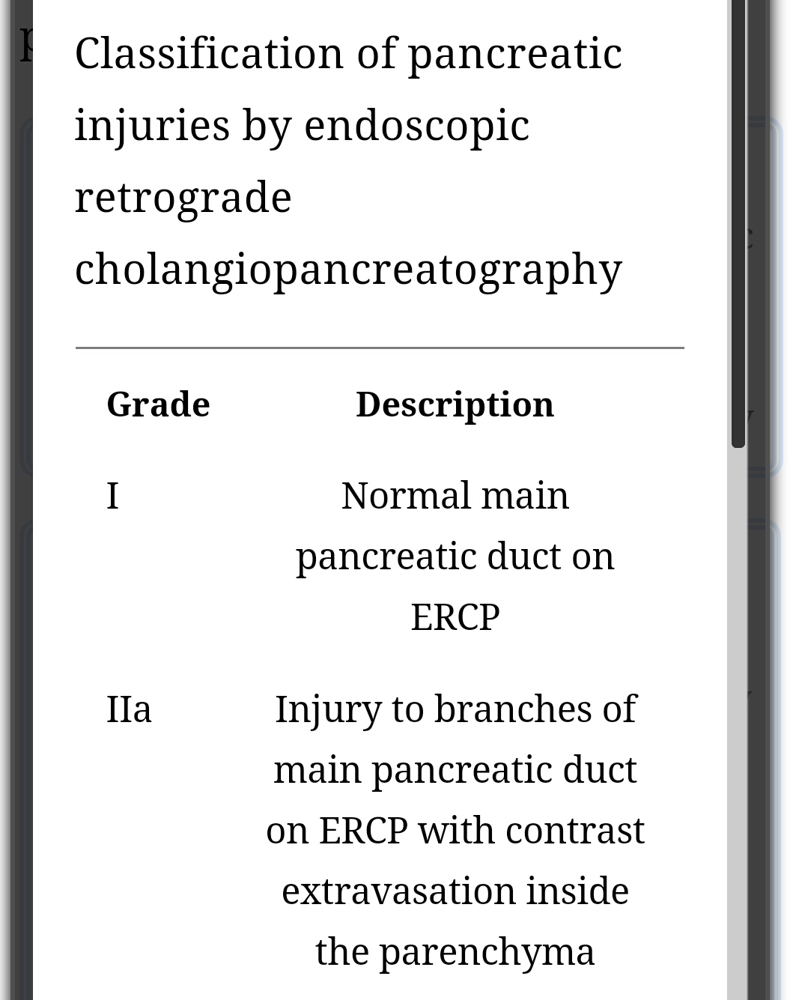 Classification of pancreatic
injuries by endoscopic
retrograde
cholangiopancreatography
Grade Description
I Normal main
pancreatic duct on
ERCP
IIa Injury to branches of
main pancreatic duct
on ERCP with contrast
extravasation inside
the parenchyma